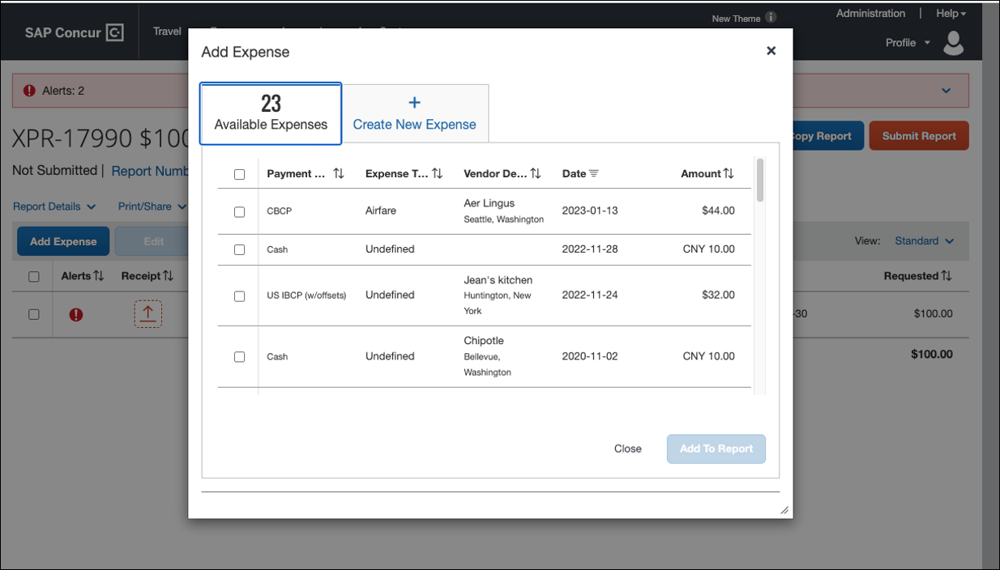 SAP Concur
Travel
New Theme
Administration | Help
Profile
Alerts: 2
XPR-17990 $100
Copy Report
Submit Report
Not Submitted | Report Numb
Report Details
Print/Share
Add Expense
Edit
View: Standard
Alerts
Receipt
Requested
-30
$100.00
$100.00
Add Expense
23
Available Expenses
+
Create New Expense
Payment ...
Expense T...
Vendor De...
Date
Amount
CBCP
Airfare
Aer Lingus
Seattle, Washington
2023-01-13
$44.00
Cash
Undefined
2022-11-28
CNY 10.00
US IBCP (w/offsets)
Undefined
Jean's kitchen
Huntington, New
York
2022-11-24
$32.00
Cash
Undefined
Chipotle
Bellevue,
Washington
2020-11-02
CNY 10.00
Close
Add To Report